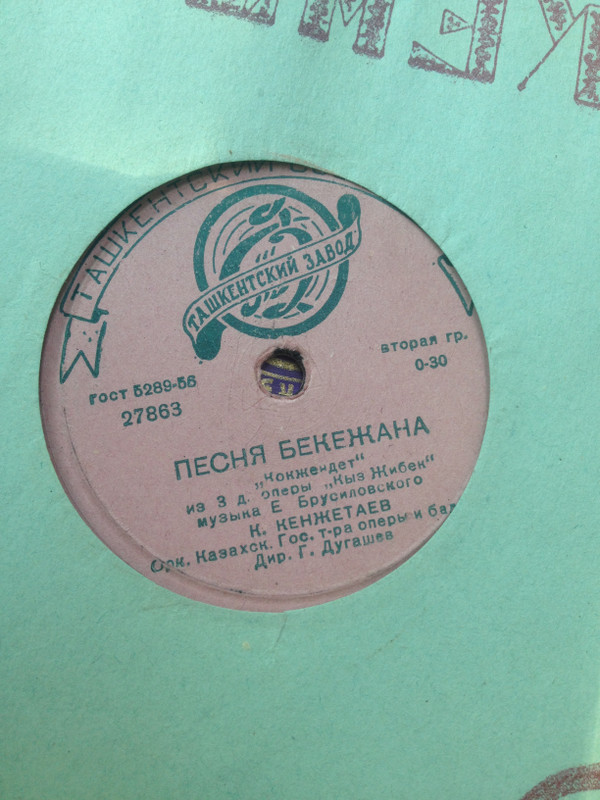 ТАШКЕНТСКИЙ
ТАШКЕНТСКИЙ ЗАВОД
ГОСТ 5289-56
27863
вторая гр.
0-30
ПЕСНЯ БЕКЕЖАНА
„Кокжендет"
из 3 д. оперы „Кыз Жибек"
музыка Е. Брусиловского
К. КЕНЖЕТАЕВ
Орк. Казахск. Гос. т-ра оперы и бал
Дир. Г. Дугашев